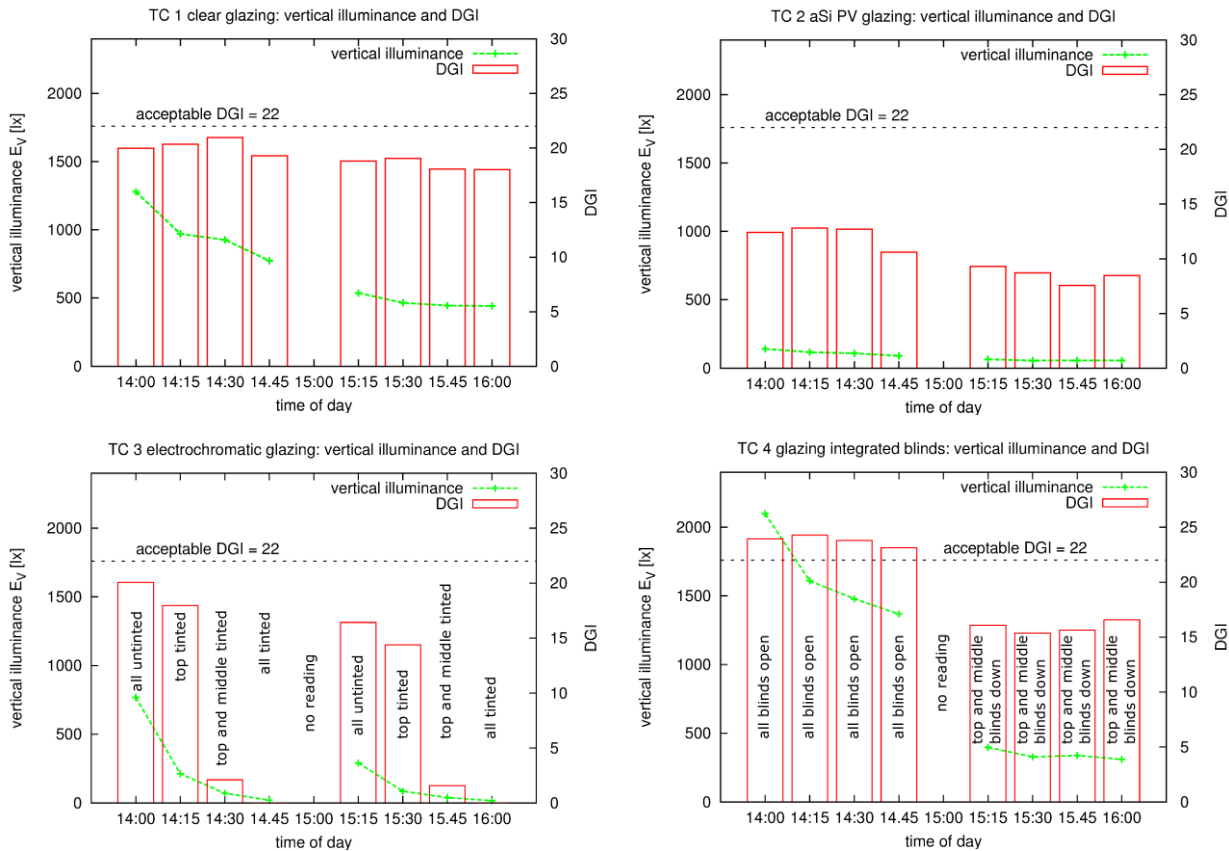 TC 1 clear glazing: vertical illuminance and DGI
vertical illuminance
DGI
acceptable DGI = 22
vertical illuminance E_V [lx]
2000
1500
1000
500
0
30
25
20
15
10
5
0
DGI
14:00 14:15 14:30 14.45 15:00 15:15 15:30 15.45 16:00
time of day
TC 2 aSi PV glazing: vertical illuminance and DGI
vertical illuminance
DGI
acceptable DGI = 22
vertical illuminance E_V [lx]
2000
1500
1000
500
0
30
25
20
15
10
5
0
DGI
14:00 14:15 14:30 14.45 15:00 15:15 15:30 15.45 16:00
time of day
TC 3 electrochromatic glazing: vertical illuminance and DGI
vertical illuminance
DGI
acceptable DGI = 22
vertical illuminance E_V [lx]
2000
1500
1000
500
0
all untinted
top tinted
top and middle tinted
all tinted
no reading
all untinted
top tinted
top and middle tinted
all tinted
30
25
20
15
10
5
0
DGI
14:00 14:15 14:30 14.45 15:00 15:15 15:30 15.45 16:00
time of day
TC 4 glazing integrated blinds: vertical illuminance and DGI
vertical illuminance
DGI
acceptable DGI = 22
vertical illuminance E_V [lx]
2000
1500
1000
500
0
all blinds open
all blinds open
all blinds open
all blinds open
no reading
top and middle
blinds down
top and middle
blinds down
top and middle
blinds down
top and middle
blinds down
30
25
20
15
10
5
0
DGI
14:00 14:15 14:30 14.45 15:00 15:15 15:30 15.45 16:00
time of day